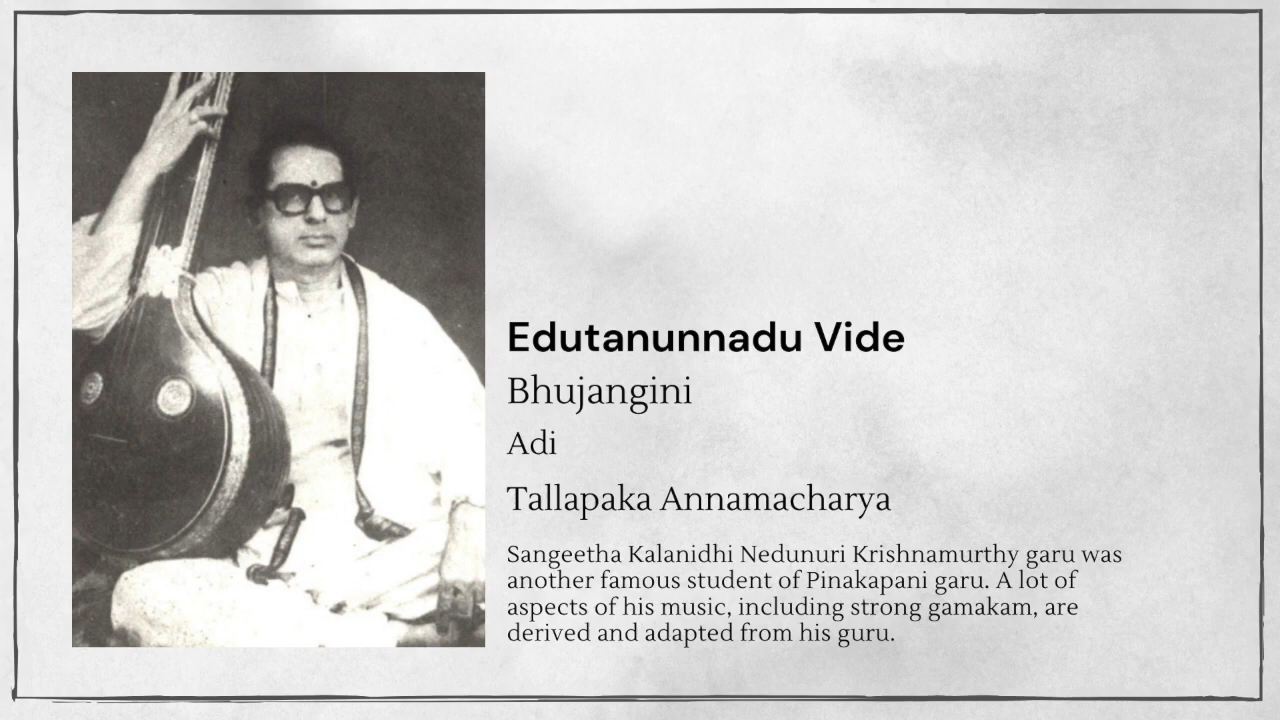 Edutanunnadu Vide
Bhujangini
Adi
Tallapaka Annamacharya
Sangeetha Kalanidhi Nedunuri Krishnamurthy garu was
another famous student of Pinakapani garu. A lot of
aspects of his music, including strong gamakam, are
derived and adapted from his guru.